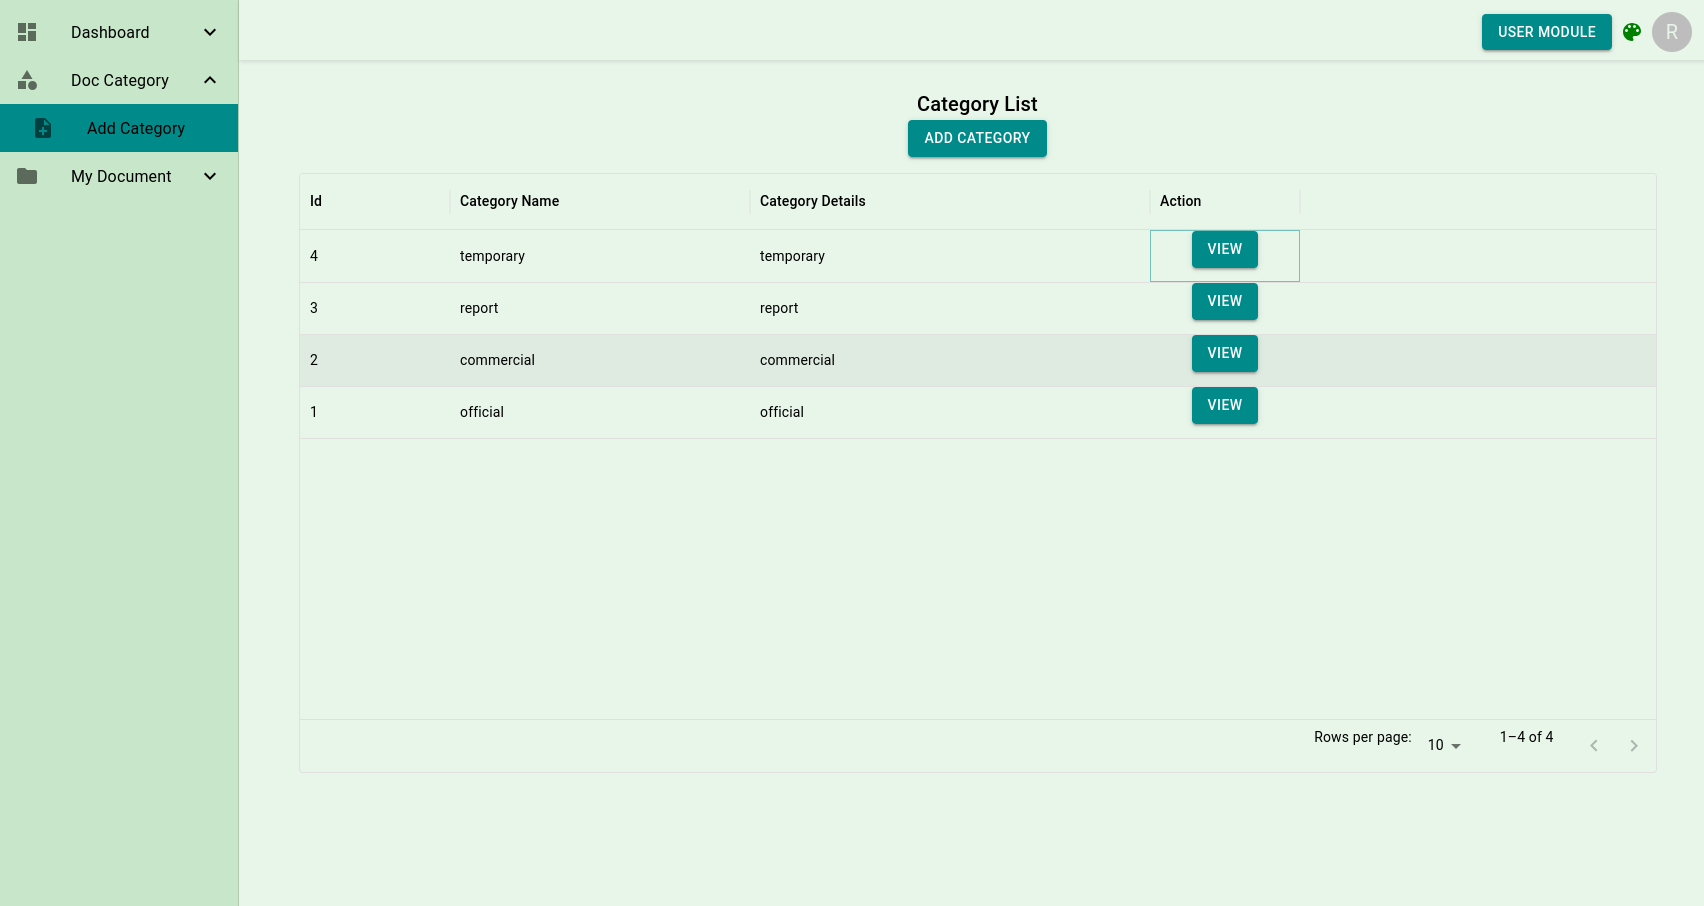 Dashboard
Doc Category
Add Category
My Document
USER MODULE
R
Category List
ADD CATEGORY
Id Category Name Category Details Action
4 temporary temporary VIEW
3 report report VIEW
2 commercial commercial VIEW
1 official official VIEW
Rows per page: 10 1–4 of 4